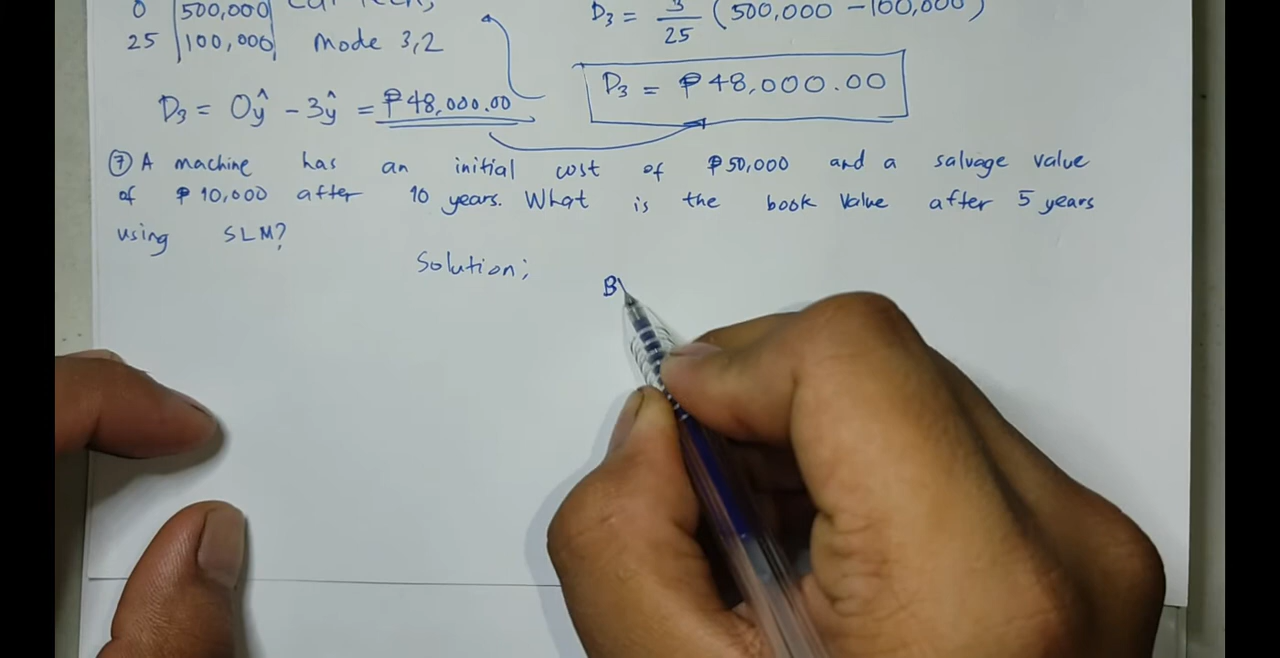 0 500,000
25 100,000 mode 3,2
D3 = 3/25 (500,000 - 100,000)
D3 = ₱48,000.00
D3 = 0ŷ - 3ŷ = ₱48,000.00
⑦ A machine has an initial cost of ₱50,000 and a salvage value
of ₱10,000 after 10 years. What is the book value after 5 years
using SLM?
Solution;